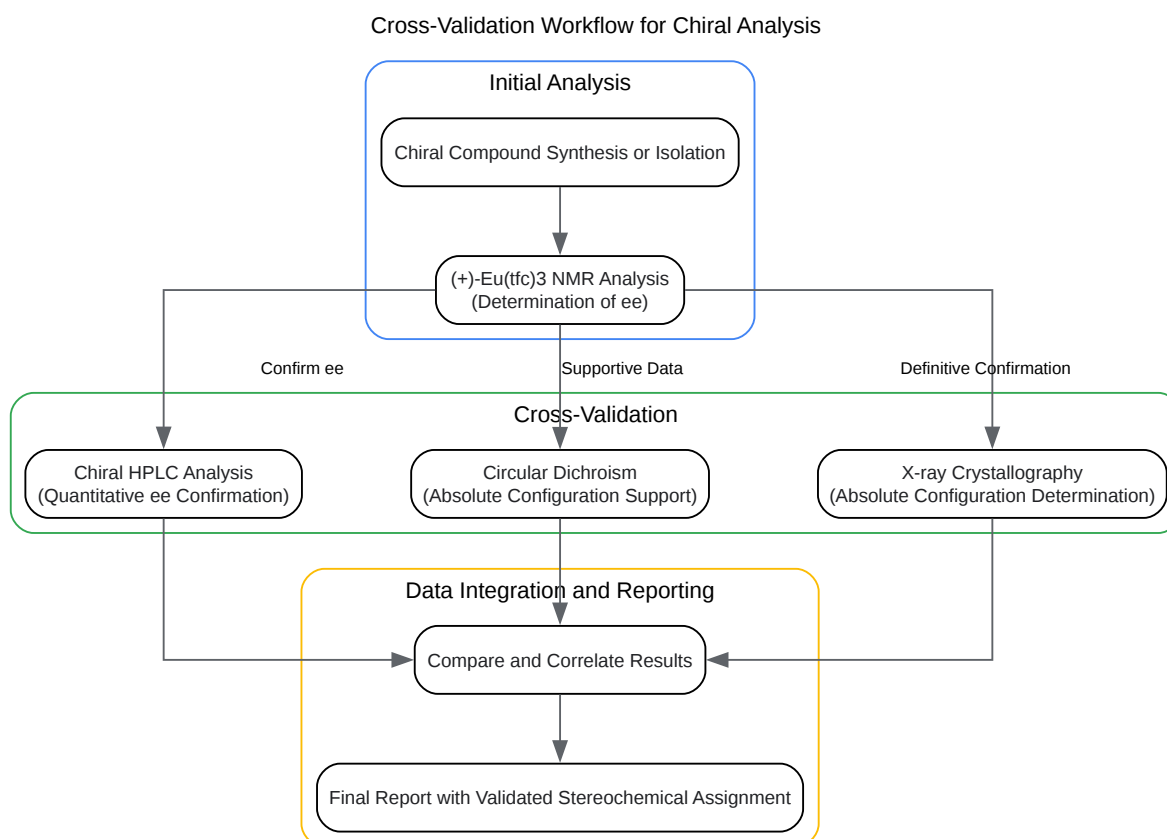 Cross-Validation Workflow for Chiral Analysis
Initial Analysis
Chiral Compound Synthesis or Isolation
(+)-Eu(tfc)3 NMR Analysis
(Determination of ee)
Confirm ee
Supportive Data
Definitive Confirmation
Cross-Validation
Chiral HPLC Analysis
(Quantitative ee Confirmation)
Circular Dichroism
(Absolute Configuration Support)
X-ray Crystallography
(Absolute Configuration Determination)
Data Integration and Reporting
Compare and Correlate Results
Final Report with Validated Stereochemical Assignment